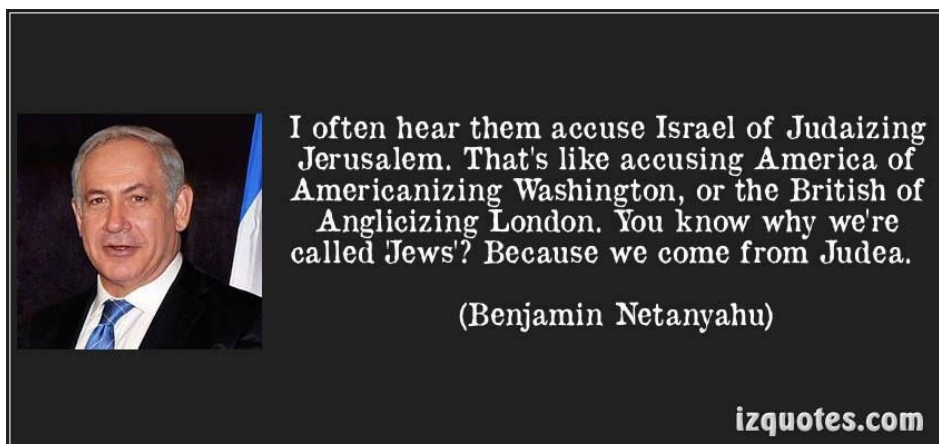 I often hear them accuse Israel of Judaizing
Jerusalem. That's like accusing America of
Americanizing Washington, or the British of
Anglicizing London. You know why we're
called 'Jews'? Because we come from Judea.
(Benjamin Netanyahu)
izquotes.com